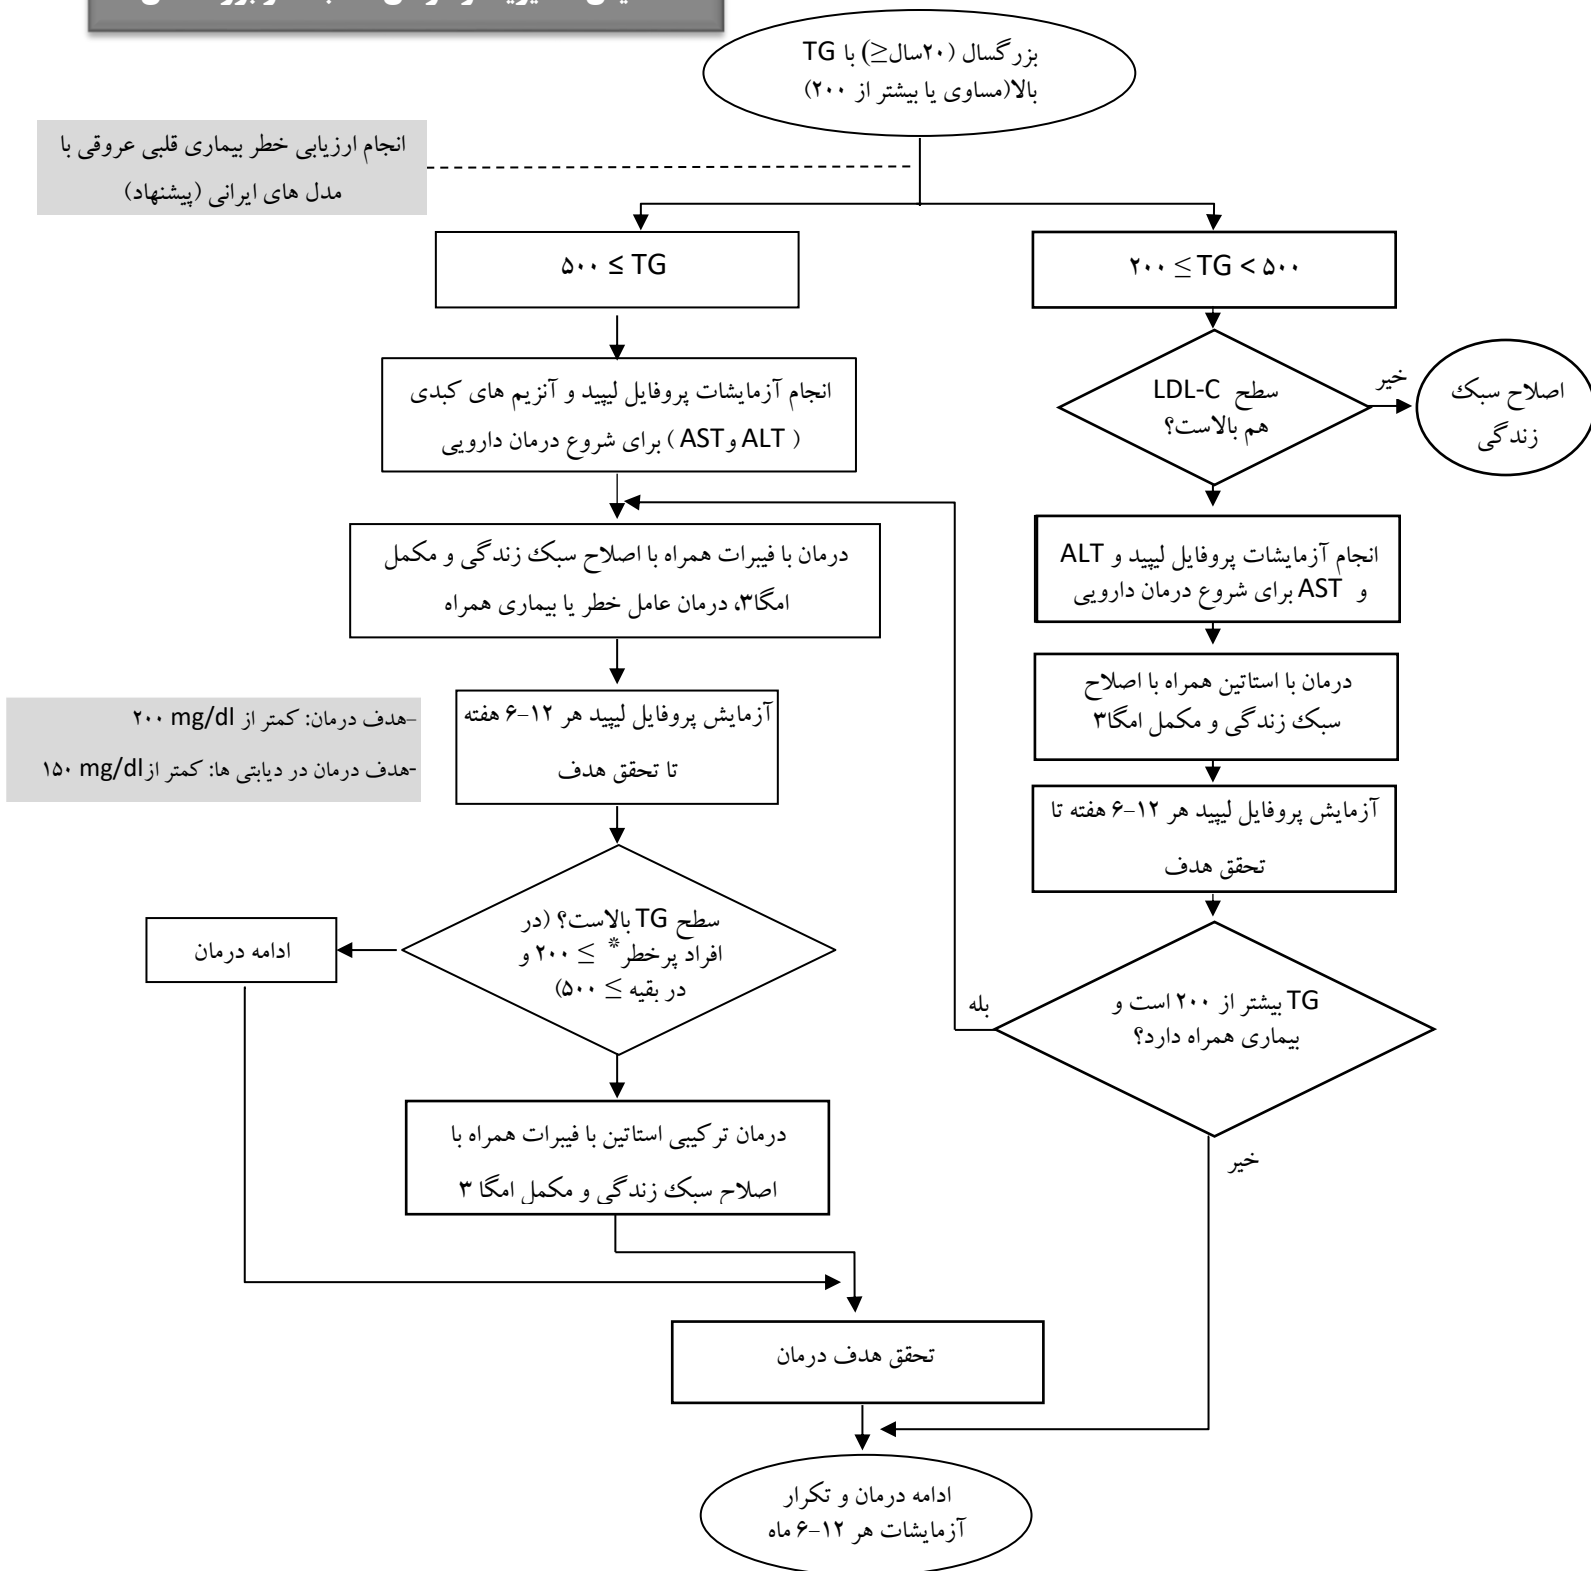 بزرگسال (۲۰سال≤) با TG
بالا(مساوی یا بیشتر از ۲۰۰)
انجام ارزیابی خطر بیماری قلبی عروقی با
مدل های ایرانی (پیشنهاد)
۲۰۰ ≤ TG < ۵۰۰
۵۰۰ ≤ TG
سطح LDL-C
هم بالاست؟
خیر
اصلاح سبک
زندگی
انجام آزمایشات پروفایل لیپید و آنزیم های کبدی
( ALT و AST ) برای شروع درمان دارویی
انجام آزمایشات پروفایل لیپید و ALT
و AST برای شروع درمان دارویی
درمان با فیبرات همراه با اصلاح سبک زندگی و مکمل
امگا۳، درمان عامل خطر یا بیماری همراه
درمان با استاتین همراه با اصلاح
سبک زندگی و مکمل امگا۳
آزمایش پروفایل لیپید هر ۱۲-۶ هفته
تا تحقق هدف
-هدف درمان: کمتر از ۲۰۰ mg/dl
-هدف درمان در دیابتی ها: کمتر از ۱۵۰ mg/dl
آزمایش پروفایل لیپید هر ۱۲-۶ هفته تا
تحقق هدف
سطح TG بالاست؟ (در
افراد پرخطر* ≥ ۲۰۰ و
در بقیه ≥ ۵۰۰)
ادامه درمان
TG بیشتر از ۲۰۰ است و
بیماری همراه دارد؟
بله
خیر
درمان ترکیبی استاتین با فیبرات همراه با
اصلاح سبک زندگی و مکمل امگا ۳
تحقق هدف درمان
ادامه درمان و تکرار
آزمایشات هر ۱۲-۶ ماه